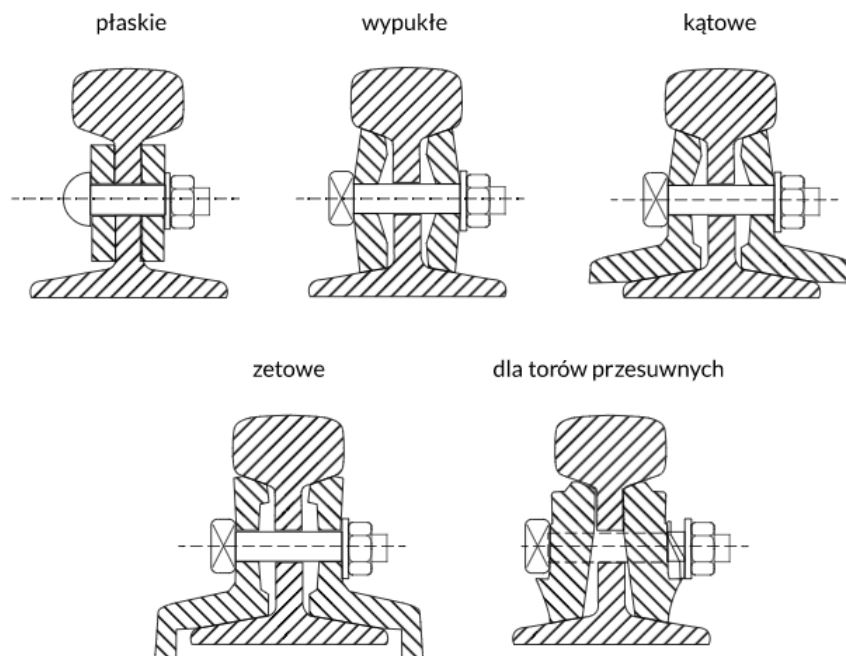 płaskie
wypukłe
kątowe
zetowe
dla torów przesuwnych